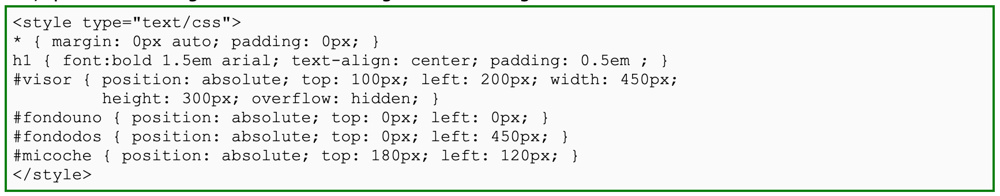 <style type="text/css">
* { margin: 0px auto; padding: 0px; }
h1 { font:bold 1.5em arial; text-align: center; padding: 0.5em ; }
#visor { position: absolute; top: 100px; left: 200px; width: 450px;
         height: 300px; overflow: hidden; }
#fondouno { position: absolute; top: 0px; left: 0px; }
#fondodos { position: absolute; top: 0px; left: 450px; }
#micoche { position: absolute; top: 180px; left: 120px; }
</style>